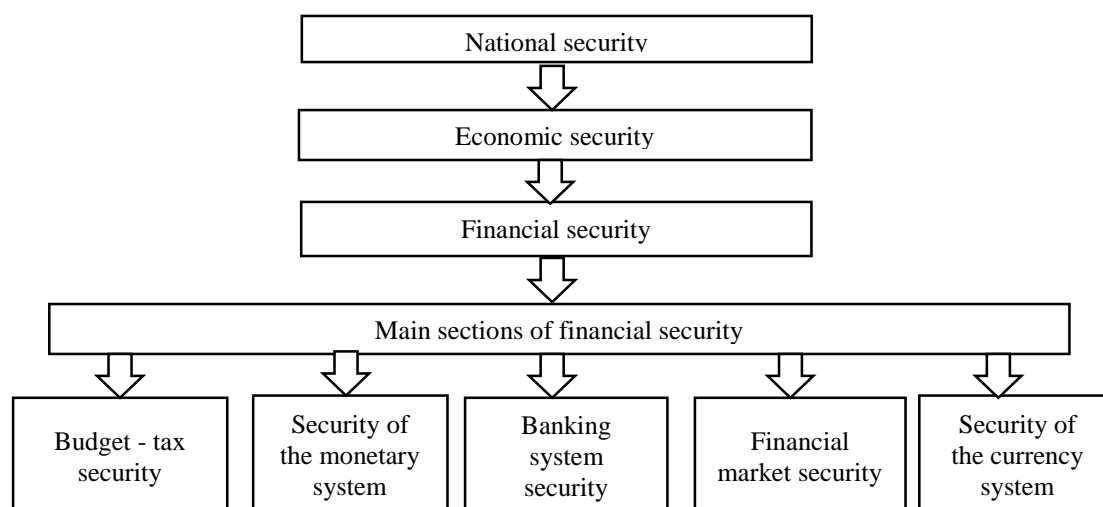 National security
Economic security
Financial security
Main sections of financial security
Budget - tax
security
Security of
the monetary
system
Banking
system
security
Financial
market security
Security of
the currency
system